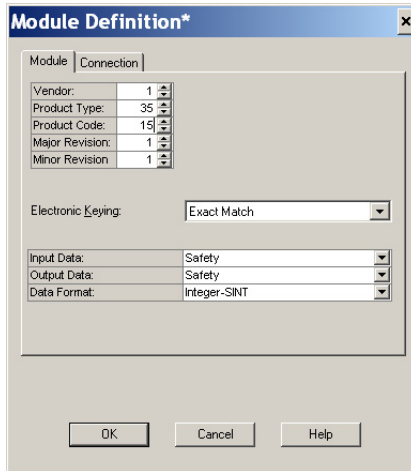 Module Definition*
Module Connection
Vendor: 1
Product Type: 35
Product Code: 15
Major Revision: 1
Minor Revision 1
Electronic Keying: Exact Match
Input Data: Safety
Output Data: Safety
Data Format: Integer-SINT
OK Cancel Help